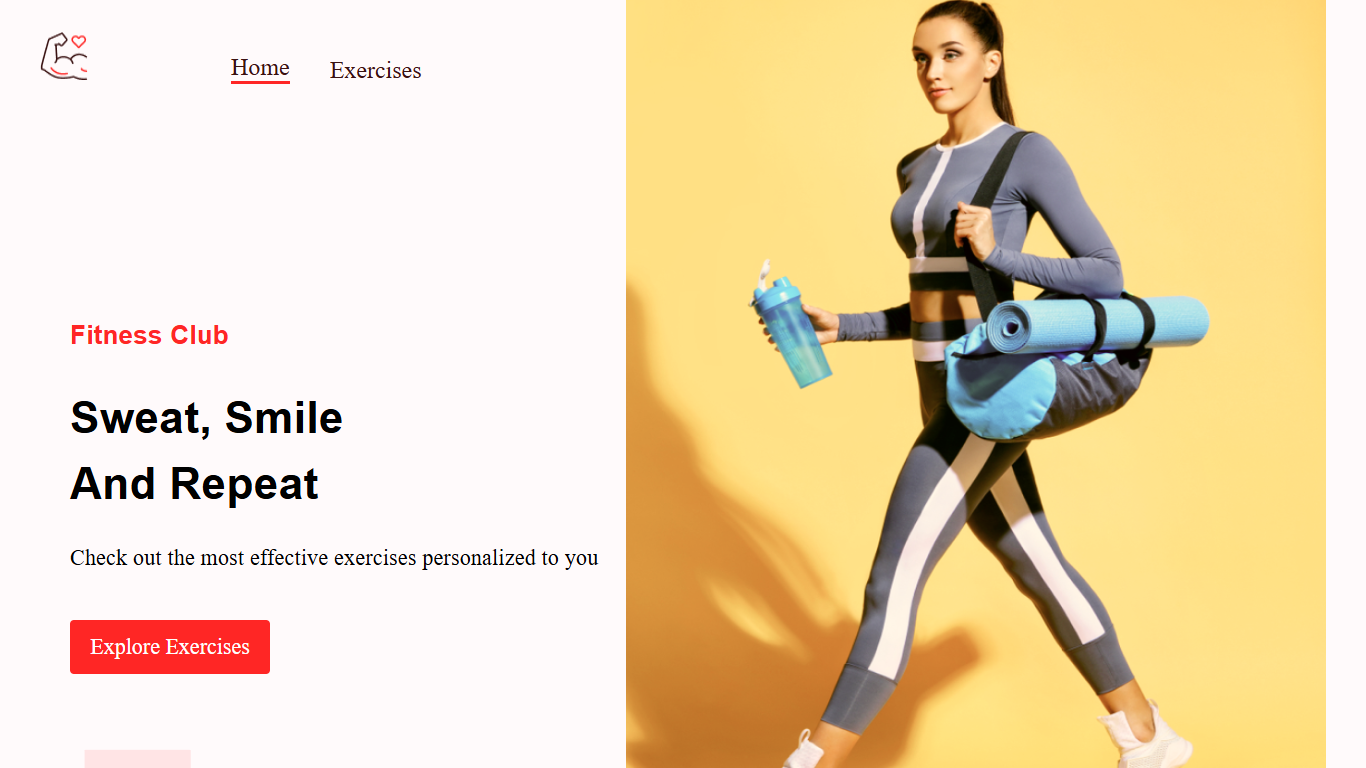 Home
Exercises
Fitness Club
Sweat, Smile
And Repeat
Check out the most effective exercises personalized to you
Explore Exercises